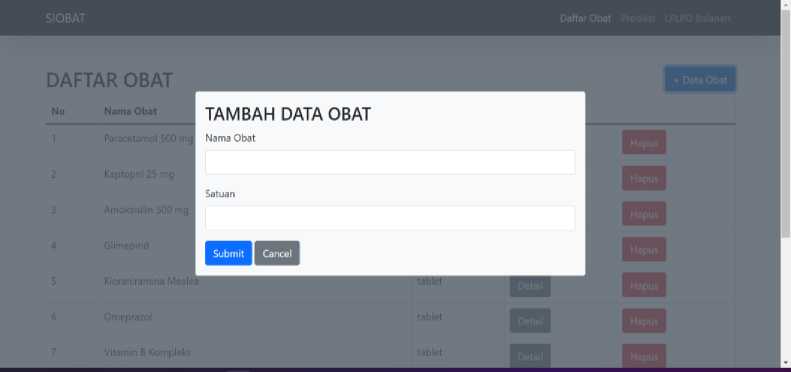 SIOBAT Daftar Obat Prediksi LPLPO Bulanan
DAFTAR OBAT + Data Obat
No Nama Obat
TAMBAH DATA OBAT
Nama Obat
Satuan
Submit Cancel
1 Paracetamol 500 mg Hapus
2 Kaptopril 25 mg Hapus
3 Amoksisilin 500 mg Hapus
4 Glimepirid Hapus
5 tablet Detail Hapus
6 Omeprazol tablet Detail Hapus
7 Vitamin B Kompleks tablet Detail Hapus